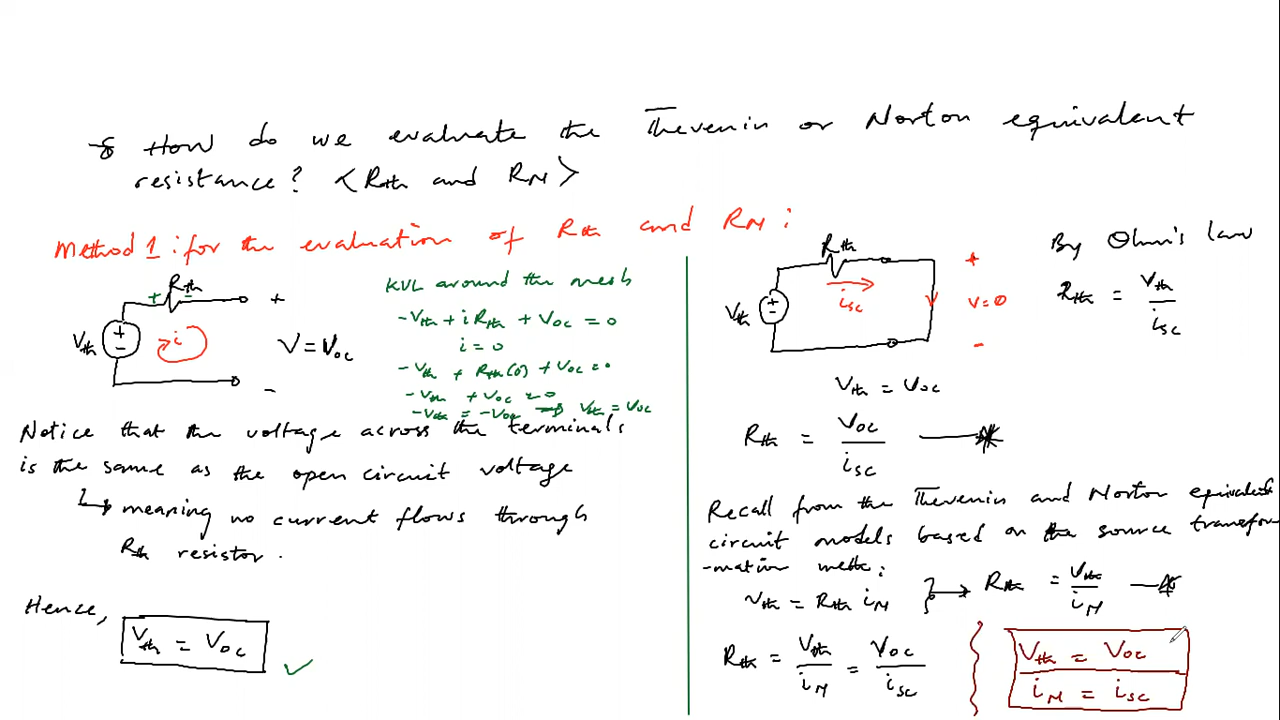 How do we evaluate the Thevenin or Norton equivalent
resistance? <Rth and RN>
Method 1: for the evaluation of Rth and RN:
Rth
+ -
+
Vth
+
-
i
V = Voc
-
KVL around the mesh
-Vth + iRth + Voc = 0
i = 0
-Vth + Rth(0) + Voc = 0
-Vth + Voc = 0
-Vth = -Voc ⇒ Vth = Voc
Notice that the voltage across the terminals
is the same as the open circuit voltage
↳ meaning no current flows through
Rth resistor.
Hence,
Vth = Voc ✓
Rth
+
Vth
+
-
isc
V=0
-
By Ohm's law
Rth = Vth / isc
Vth = Voc
Rth = Voc / isc —*
Recall from the Thevenin and Norton equivalent
circuit models based on the source transfor
-mation :
Vth = Rth iN } → Rth = Vth / iN —*
Rth = Vth / iN = Voc / isc
Vth = Voc
iN = isc